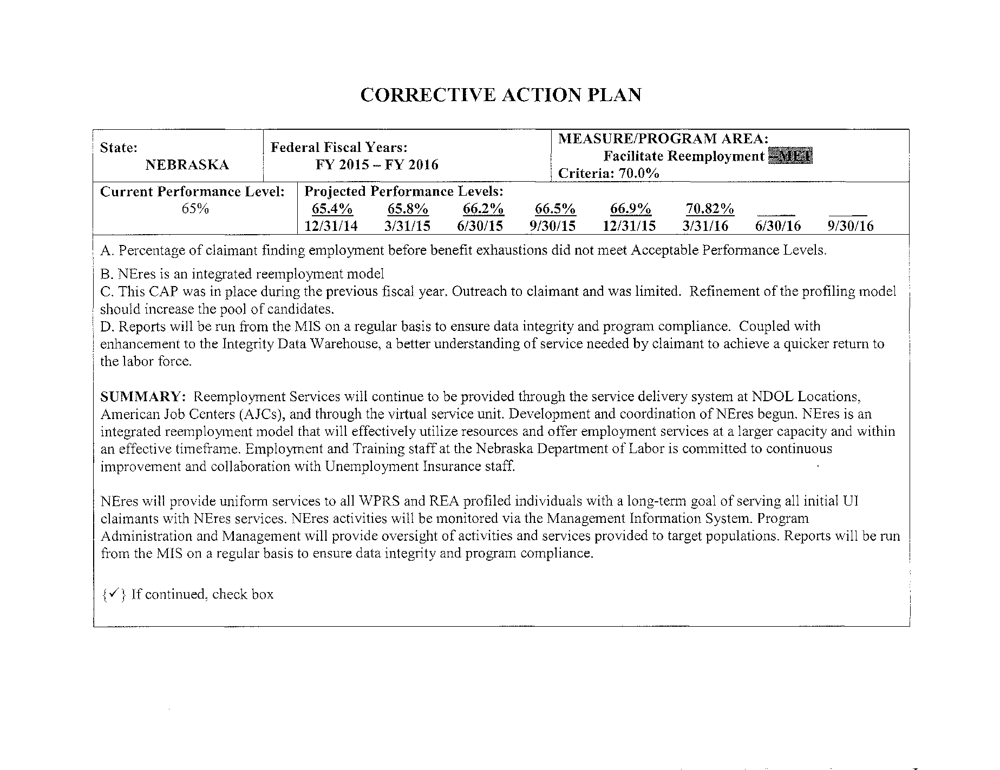 CORRECTIVE ACTION PLAN
State:
NEBRASKA
Federal Fiscal Years:
FY 2015 – FY 2016
MEASURE/PROGRAM AREA:
Facilitate Reemployment –MET
Criteria: 70.0%
Current Performance Level:
65%
Projected Performance Levels:
65.4% 65.8% 66.2% 66.5% 66.9% 70.82% ____ ____
12/31/14 3/31/15 6/30/15 9/30/15 12/31/15 3/31/16 6/30/16 9/30/16
A. Percentage of claimant finding employment before benefit exhaustions did not meet Acceptable Performance Levels.
B. NEres is an integrated reemployment model
C. This CAP was in place during the previous fiscal year. Outreach to claimant and was limited. Refinement of the profiling model
should increase the pool of candidates.
D. Reports will be run from the MIS on a regular basis to ensure data integrity and program compliance. Coupled with
enhancement to the Integrity Data Warehouse, a better understanding of service needed by claimant to achieve a quicker return to
the labor force.
SUMMARY: Reemployment Services will continue to be provided through the service delivery system at NDOL Locations,
American Job Centers (AJCs), and through the virtual service unit. Development and coordination of NEres begun. NEres is an
integrated reemployment model that will effectively utilize resources and offer employment services at a larger capacity and within
an effective timeframe. Employment and Training staff at the Nebraska Department of Labor is committed to continuous
improvement and collaboration with Unemployment Insurance staff.
NEres will provide uniform services to all WPRS and REA profiled individuals with a long-term goal of serving all initial UI
claimants with NEres services. NEres activities will be monitored via the Management Information System. Program
Administration and Management will provide oversight of activities and services provided to target populations. Reports will be run
from the MIS on a regular basis to ensure data integrity and program compliance.
{✓} If continued, check box